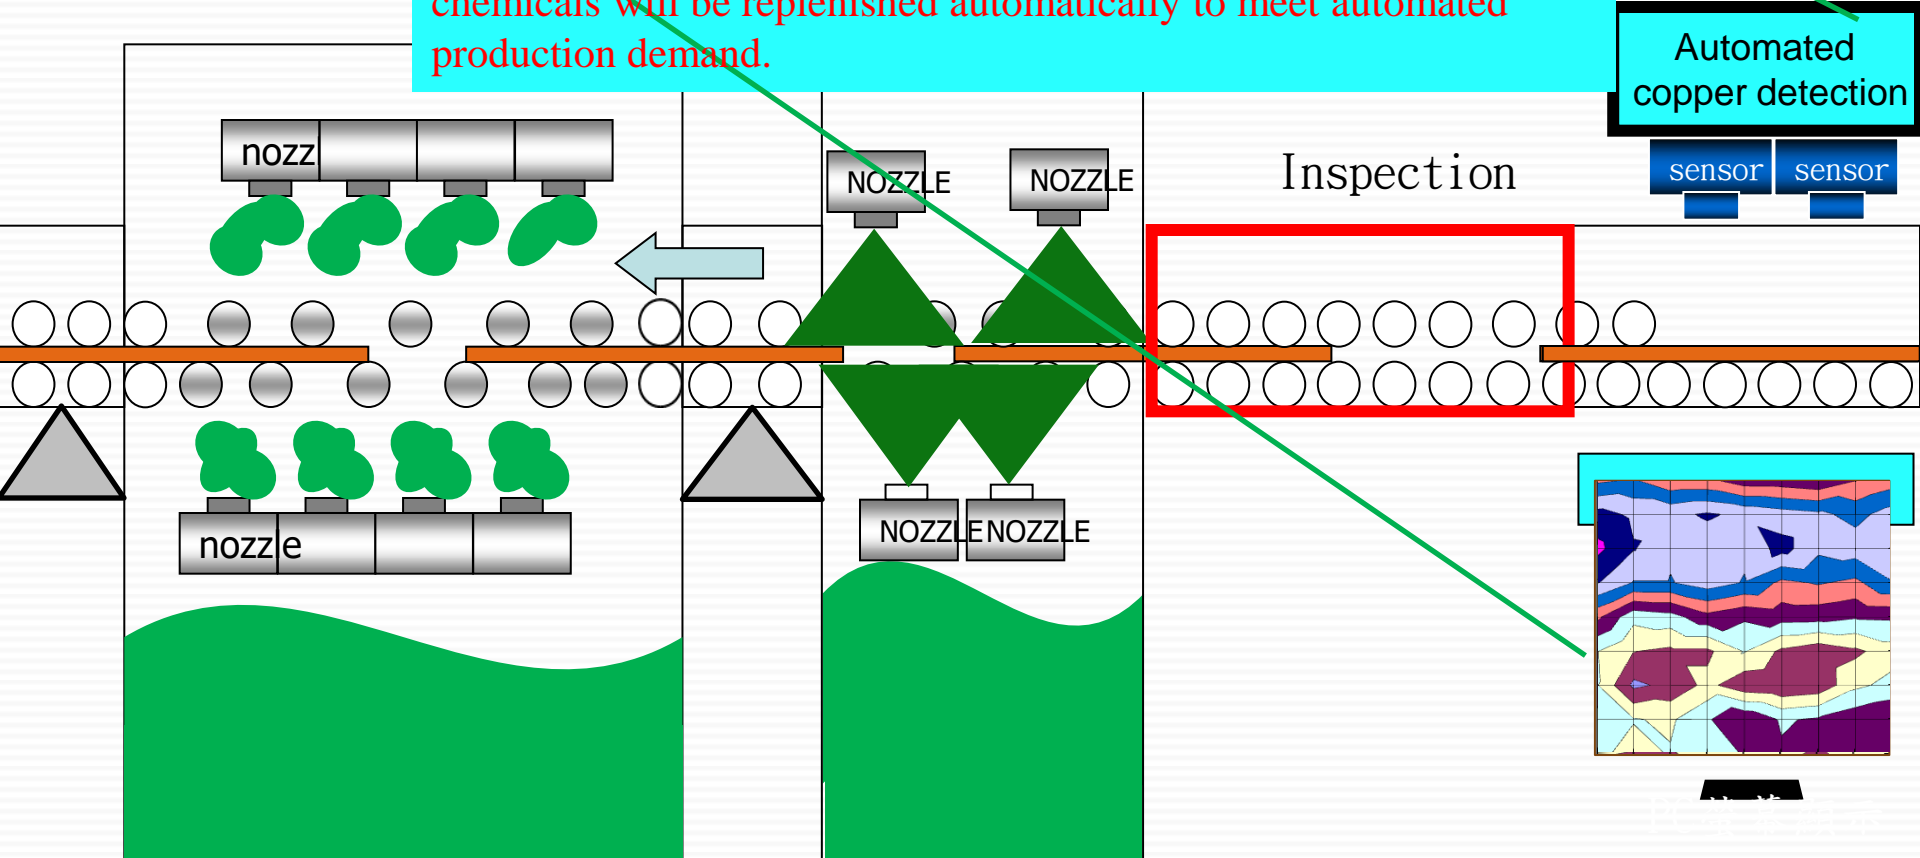 chemicals will be replenished automatically to meet automated
production demand.
Automated
copper detection
nozz
NOZZLE
NOZZLE
Inspection
sensor
sensor
nozzle
NOZZLE
NOZZLE